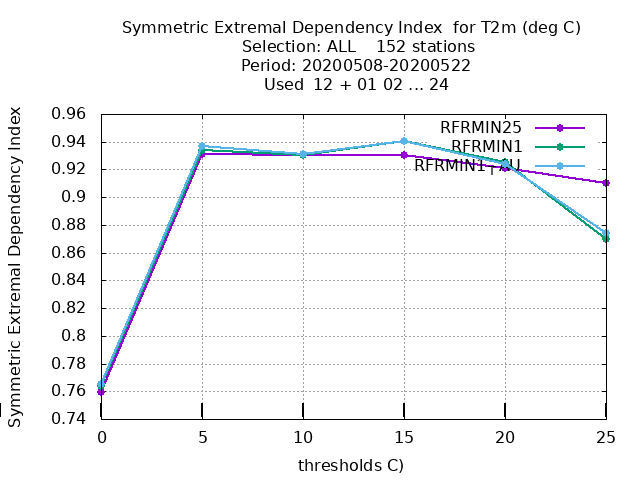 Symmetric Extremal Dependency Index for T2m (deg C)
Selection: ALL 152 stations
Period: 20200508-20200522
Used 12 + 01 02 ... 24
Symmetric Extremal Dependency Index
0.96
0.94
0.92
0.9
0.88
0.86
0.84
0.82
0.8
0.78
0.76
0.74
RFRMIN25
RFRMIN1
0
5
10
15
20
25
thresholds C)